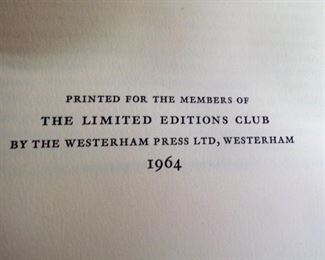 PRINTED FOR THE MEMBERS OF
THE LIMITED EDITIONS CLUB
BY THE WESTERHAM PRESS LTD, WESTERHAM
1964